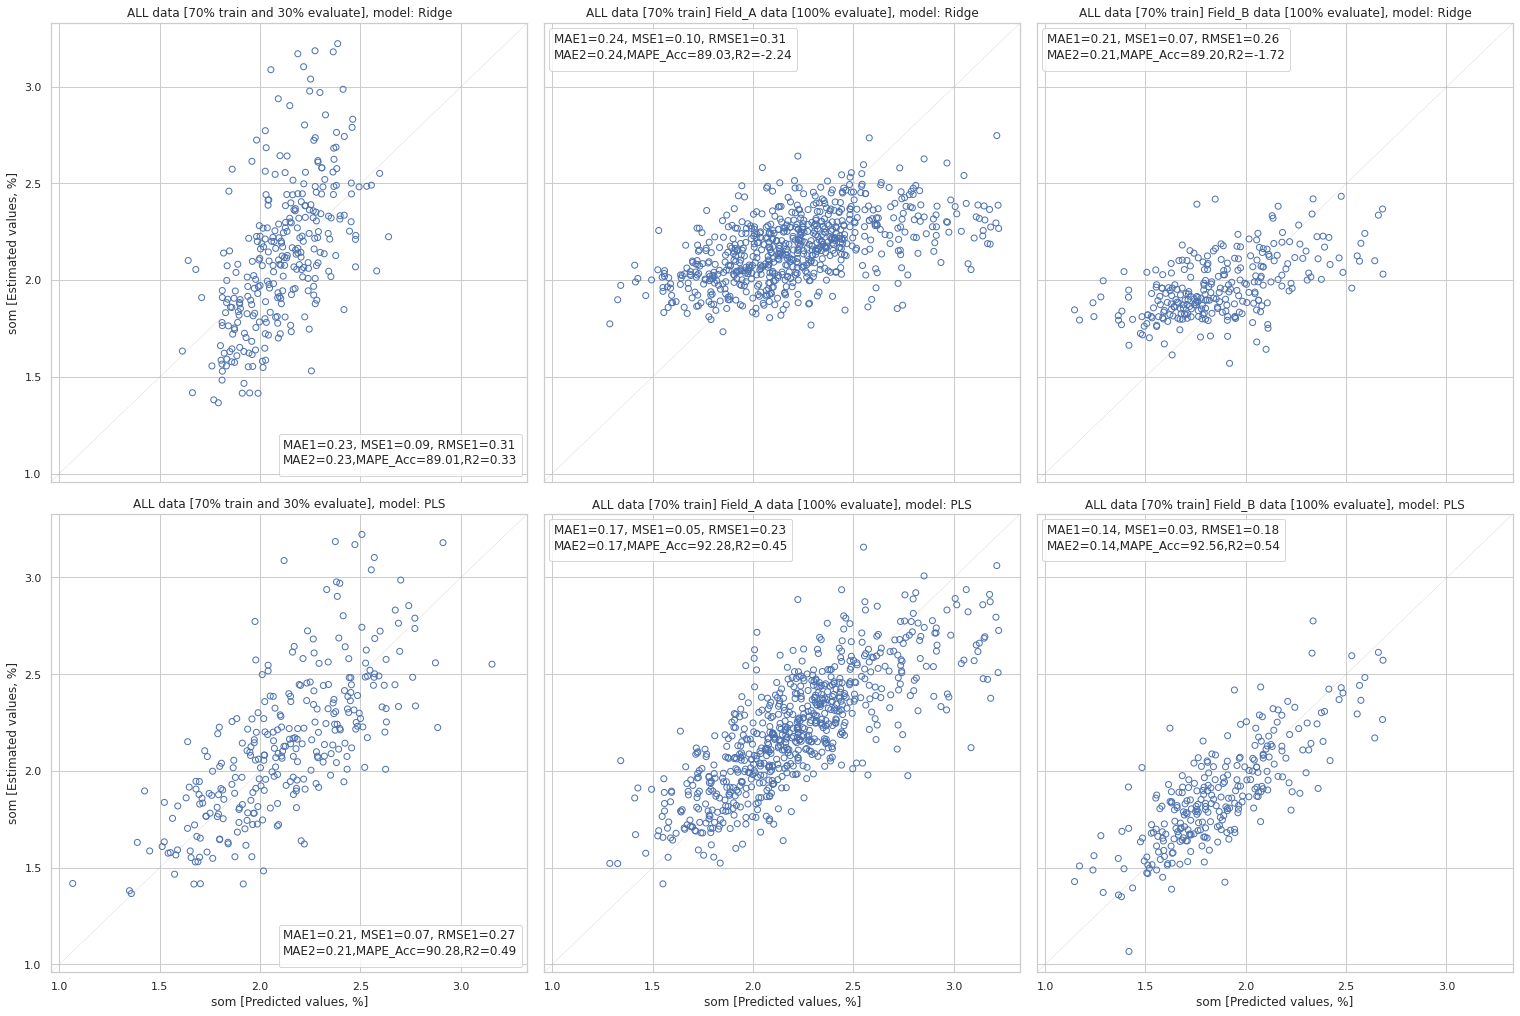 ALL data [70% train and 30% evaluate], model: Ridge
MAE1=0.23, MSE1=0.09, RMSE1=0.31
MAE2=0.23,MAPE_Acc=89.01,R2=0.33
som [Estimated values, %]
3.0
2.5
2.0
1.5
1.0
ALL data [70% train] Field_A data [100% evaluate], model: Ridge
MAE1=0.24, MSE1=0.10, RMSE1=0.31
MAE2=0.24,MAPE_Acc=89.03,R2=-2.24
ALL data [70% train] Field_B data [100% evaluate], model: Ridge
MAE1=0.21, MSE1=0.07, RMSE1=0.26
MAE2=0.21,MAPE_Acc=89.20,R2=-1.72
ALL data [70% train and 30% evaluate], model: PLS
MAE1=0.21, MSE1=0.07, RMSE1=0.27
MAE2=0.21,MAPE_Acc=90.28,R2=0.49
som [Estimated values, %]
3.0
2.5
2.0
1.5
1.0
1.0 1.5 2.0 2.5 3.0
som [Predicted values, %]
ALL data [70% train] Field_A data [100% evaluate], model: PLS
MAE1=0.17, MSE1=0.05, RMSE1=0.23
MAE2=0.17,MAPE_Acc=92.28,R2=0.45
1.0 1.5 2.0 2.5 3.0
som [Predicted values, %]
ALL data [70% train] Field_B data [100% evaluate], model: PLS
MAE1=0.14, MSE1=0.03, RMSE1=0.18
MAE2=0.14,MAPE_Acc=92.56,R2=0.54
1.0 1.5 2.0 2.5 3.0
som [Predicted values, %]